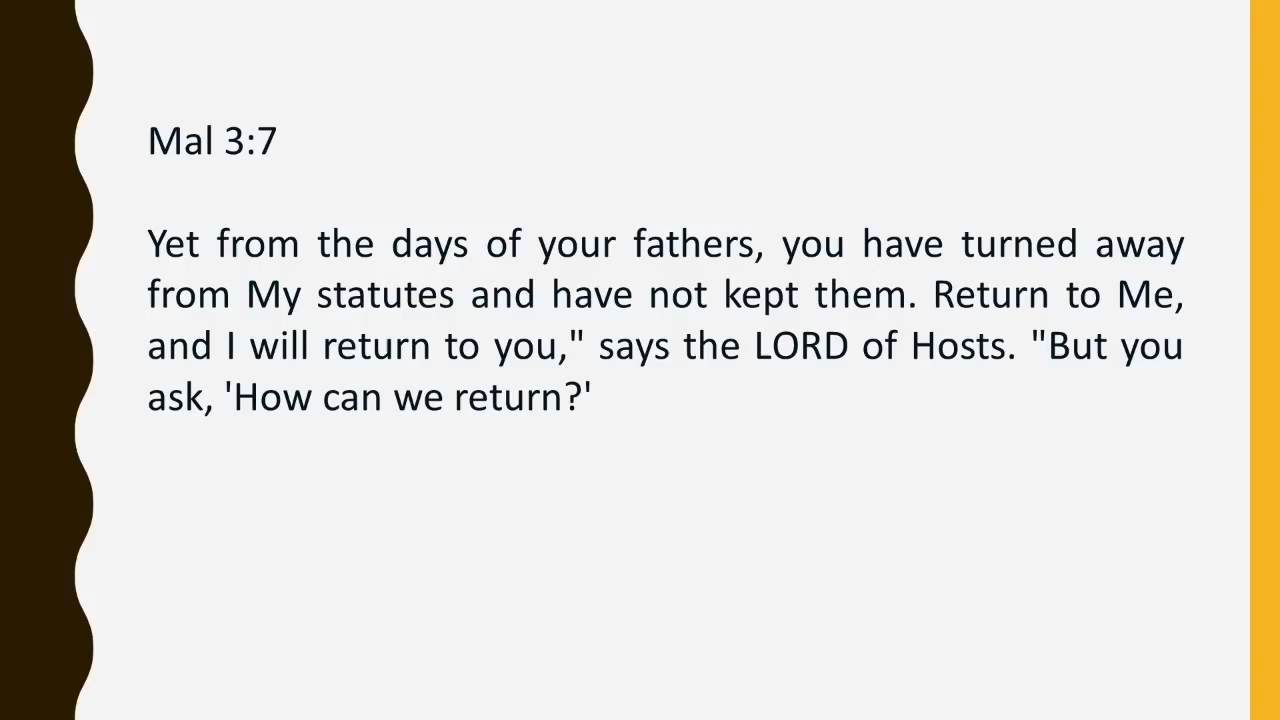 Mal 3:7
Yet from the days of your fathers, you have turned away
from My statutes and have not kept them. Return to Me,
and I will return to you," says the LORD of Hosts. "But you
ask, 'How can we return?'